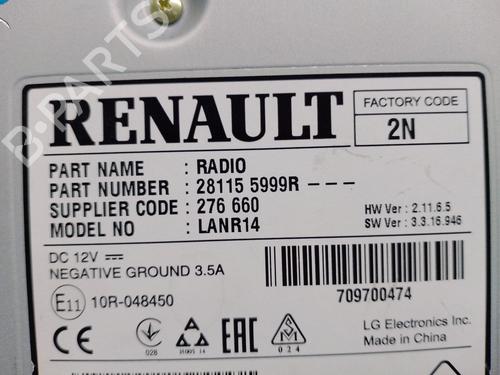 B-PARTS
RENAULT
FACTORY CODE
2N
PART NAME : RADIO
PART NUMBER : 28115 5999R - - -
SUPPLIER CODE : 276 660
MODEL NO : LANR14
HW Ver : 2.11.6.5
SW Ver : 3.3.16.946
DC 12V
NEGATIVE GROUND 3.5A
E11 10R-048450
709700474
CE
028
EAC
024
LG Electronics Inc.
Made in China